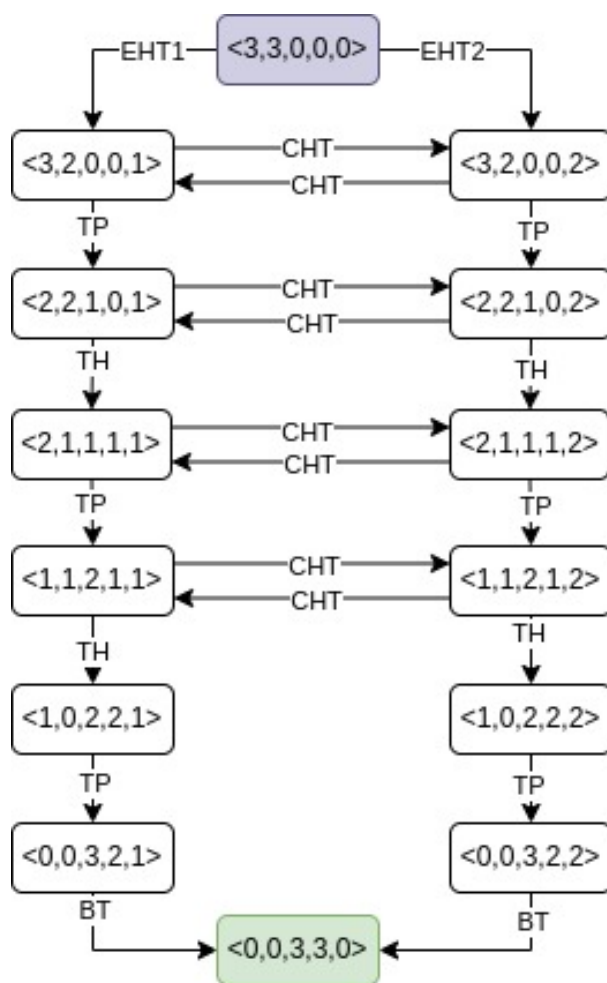 EHT1 <3,3,0,0,0> EHT2
<3,2,0,0,1> CHT <3,2,0,0,2>
CHT
TP TP
<2,2,1,0,1> CHT <2,2,1,0,2>
CHT
TH TH
<2,1,1,1,1> CHT <2,1,1,1,2>
CHT
TP TP
<1,1,2,1,1> CHT <1,1,2,1,2>
CHT
TH TH
<1,0,2,2,1> <1,0,2,2,2>
TP TP
<0,0,3,2,1> <0,0,3,2,2>
BT BT
<0,0,3,3,0>